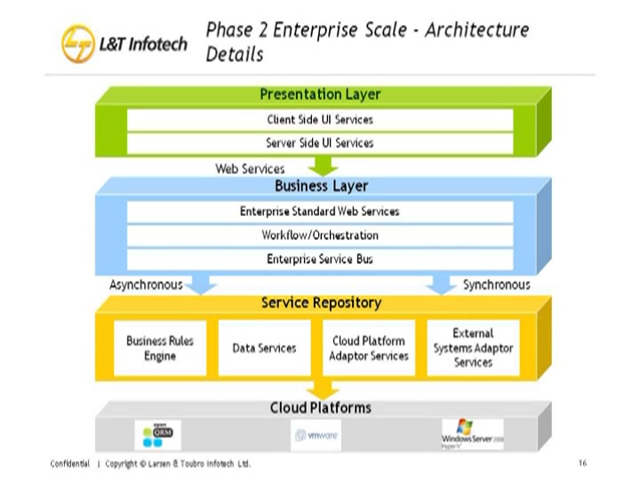 L&T Infotech
Phase 2 Enterprise Scale - Architecture
Details
Presentation Layer
Client Side UI Services
Server Side UI Services
Web Services
Business Layer
Enterprise Standard Web Services
Workflow/Orchestration
Enterprise Service Bus
Asynchronous
Synchronous
Service Repository
Business Rules
Engine
Data Services
Cloud Platform
Adaptor Services
External
Systems Adaptor
Services
Cloud Platforms
vmware
Windows Server 2008
Confidential | Copyright © Larsen & Toubro Infotech Ltd.
16